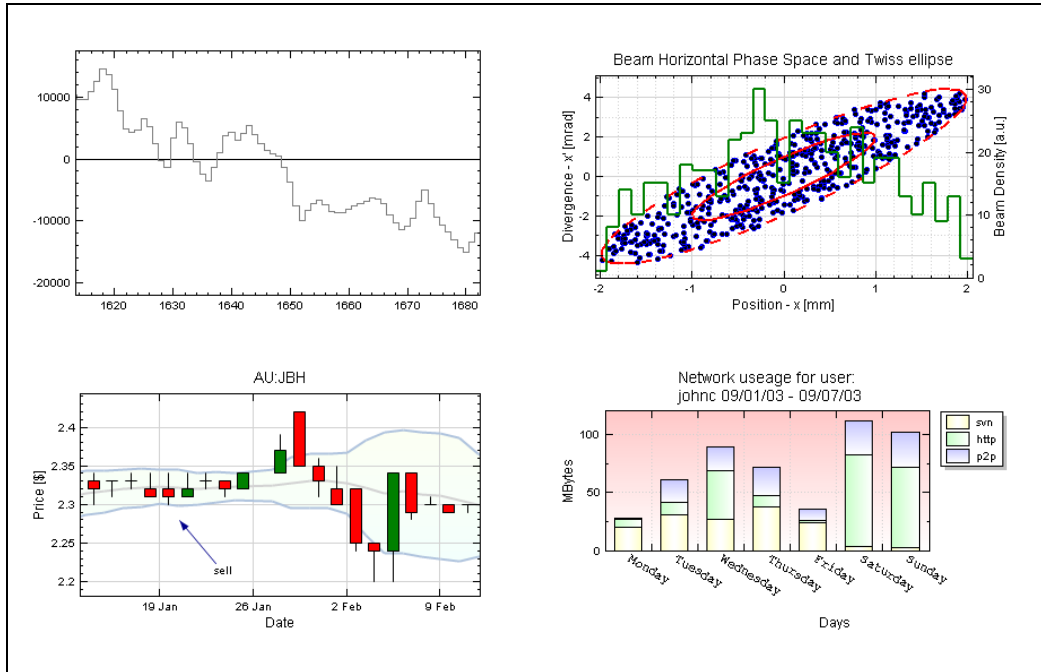 10000
0
-10000
-20000
1620
1630
1640
1650
1660
1670
1680
Beam Horizontal Phase Space and Twiss ellipse
Divergence - x' [mrad]
4
2
0
-2
-4
30
20
10
0
Beam Density [a.u.]
-2
-1
0
1
2
Position - x [mm]
AU:JBH
Price [$]
2.4
2.35
2.3
2.25
2.2
sell
19 Jan
26 Jan
2 Feb
9 Feb
Date
Network useage for user:
johnc 09/01/03 - 09/07/03
MBytes
100
50
0
svn
http
p2p
Monday
Tuesday
Wednesday
Thursday
Friday
Saturday
Sunday
Days